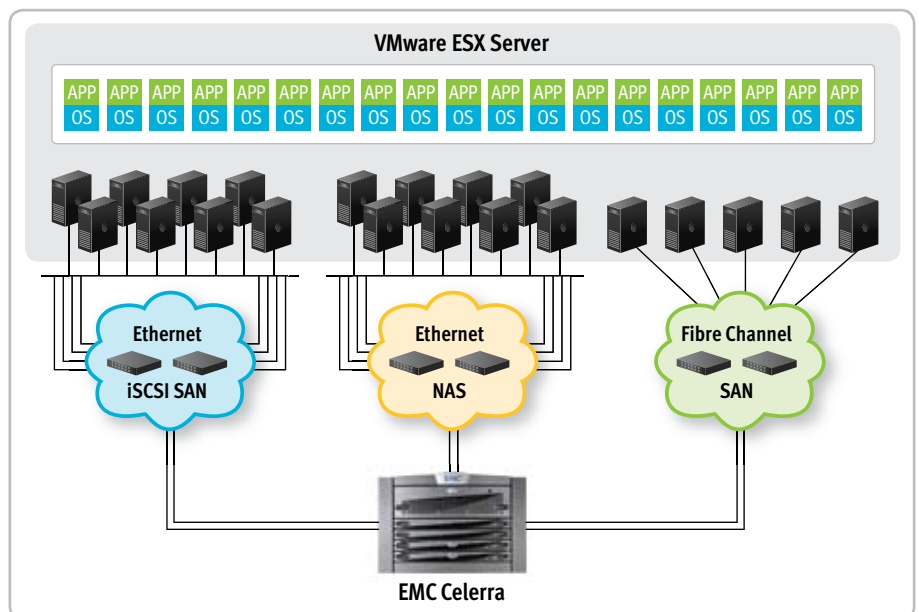 VMware ESX Server
APP APP APP APP APP APP APP APP APP APP APP APP APP APP APP APP APP APP APP
OS OS OS OS OS OS OS OS OS OS OS OS OS OS OS OS OS OS OS
Ethernet
iSCSI SAN
Ethernet
NAS
Fibre Channel
SAN
EMC
EMC Celerra